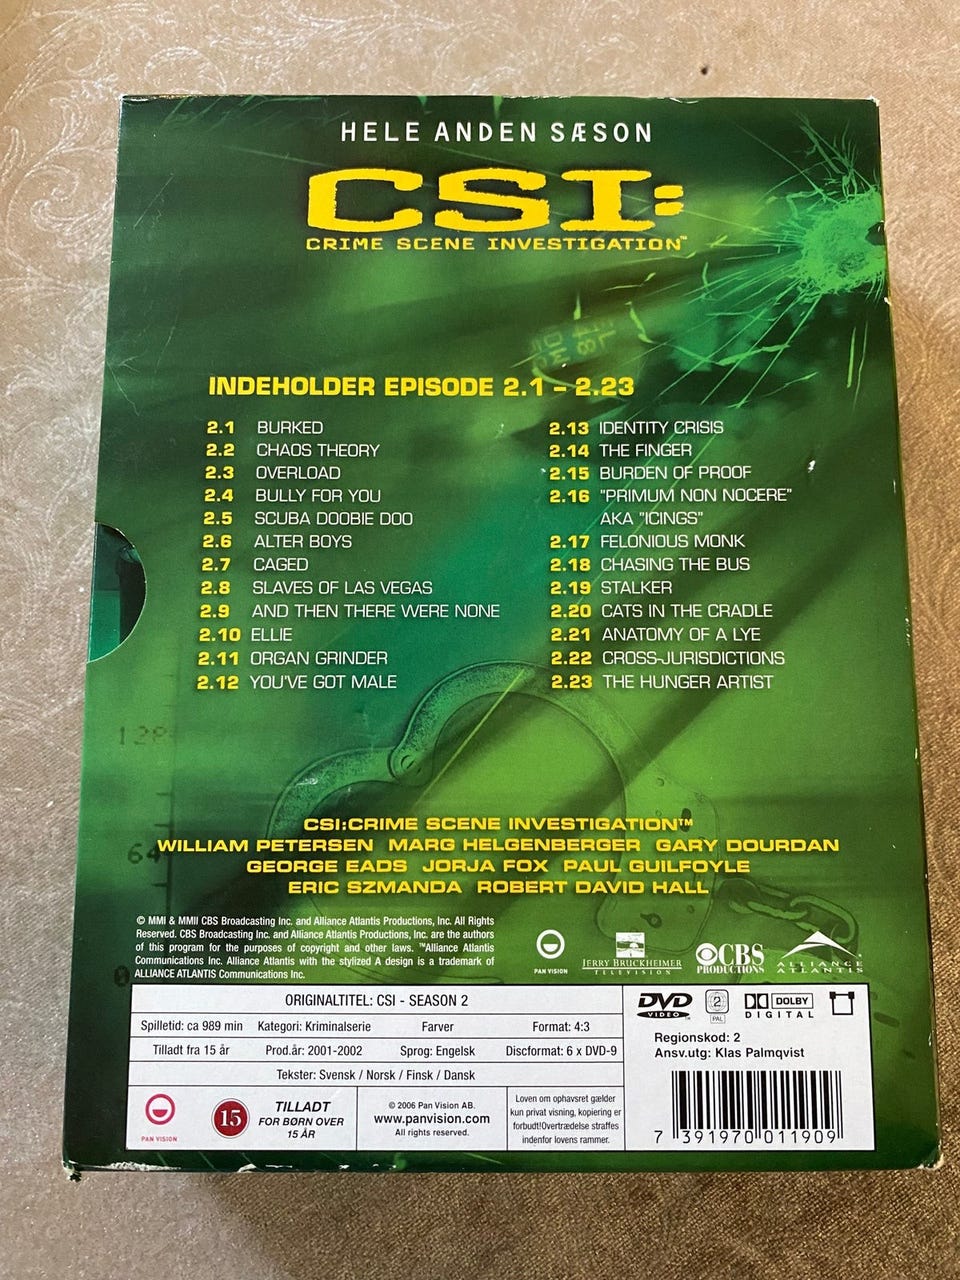 HELE ANDEN SÆSON
CSI:
CRIME SCENE INVESTIGATION™
INDEHOLDER EPISODE 2.1 – 2.23
2.1 BURKED
2.2 CHAOS THEORY
2.3 OVERLOAD
2.4 BULLY FOR YOU
2.5 SCUBA DOOBIE DOO
2.6 ALTER BOYS
2.7 CAGED
2.8 SLAVES OF LAS VEGAS
2.9 AND THEN THERE WERE NONE
2.10 ELLIE
2.11 ORGAN GRINDER
2.12 YOU'VE GOT MALE
2.13 IDENTITY CRISIS
2.14 THE FINGER
2.15 BURDEN OF PROOF
2.16 "PRIMUM NON NOCERE"
AKA "ICINGS"
2.17 FELONIOUS MONK
2.18 CHASING THE BUS
2.19 STALKER
2.20 CATS IN THE CRADLE
2.21 ANATOMY OF A LYE
2.22 CROSS-JURISDICTIONS
2.23 THE HUNGER ARTIST
128
64
CSI:CRIME SCENE INVESTIGATION™
WILLIAM PETERSEN MARG HELGENBERGER GARY DOURDAN
GEORGE EADS JORJA FOX PAUL GUILFOYLE
ERIC SZMANDA ROBERT DAVID HALL
© MMI & MMII CBS Broadcasting Inc. and Alliance Atlantis Productions, Inc. All Rights
Reserved. CBS Broadcasting Inc. and Alliance Atlantis Productions, Inc. are the authors
of this program for the purposes of copyright and other laws. ™Alliance Atlantis
Communications Inc. Alliance Atlantis with the stylized A design is a trademark of
ALLIANCE ATLANTIS Communications Inc.
PAN VISION
JERRY BRUCKHEIMER
TELEVISION
CBS
PRODUCTIONS
ALLIANCE
ATLANTIS
ORIGINALTITEL: CSI - SEASON 2
Spilletid: ca 989 min Kategori: Kriminalserie Farver Format: 4:3
Tilladt fra 15 år Prod.år: 2001-2002 Sprog: Engelsk Discformat: 6 x DVD-9
Tekster: Svensk / Norsk / Finsk / Dansk
PAN VISION
15
TILLADT
FOR BØRN OVER
15 ÅR
© 2006 Pan Vision AB.
www.panvision.com
All rights reserved.
Loven om ophavsret gælder
kun privat visning, kopiering er
forbudt!Overtrædelse straffes
indenfor lovens rammer.
DVD
VIDEO
2
PAL
DOLBY
DIGITAL
Regionskod: 2
Ansv.utg: Klas Palmqvist
7 391970 011909